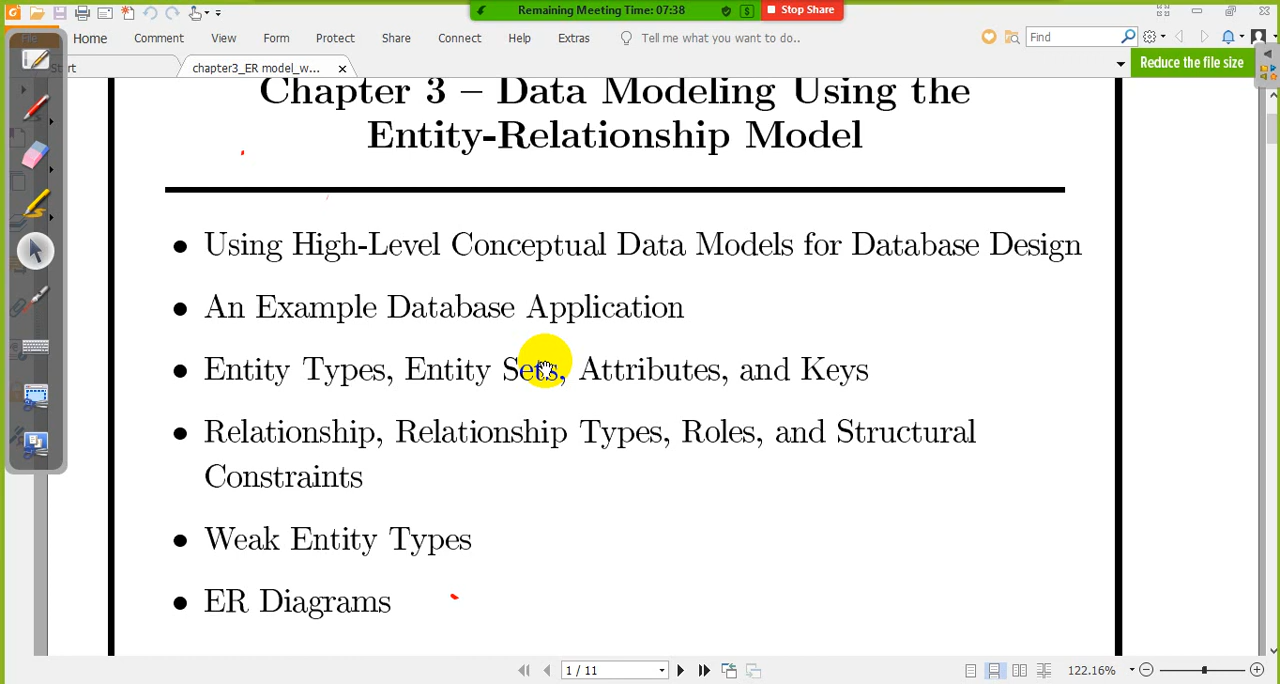 Remaining Meeting Time: 07:38
Stop Share
File
Home
Comment
View
Form
Protect
Share
Connect
Help
Extras
Tell me what you want to do..
Find
chapter3_ER model_w...
Reduce the file size
Chapter 3 – Data Modeling Using the
Entity-Relationship Model
• Using High-Level Conceptual Data Models for Database Design
• An Example Database Application
• Entity Types, Entity Sets, Attributes, and Keys
• Relationship, Relationship Types, Roles, and Structural
Constraints
• Weak Entity Types
• ER Diagrams
1 / 11
122.16%